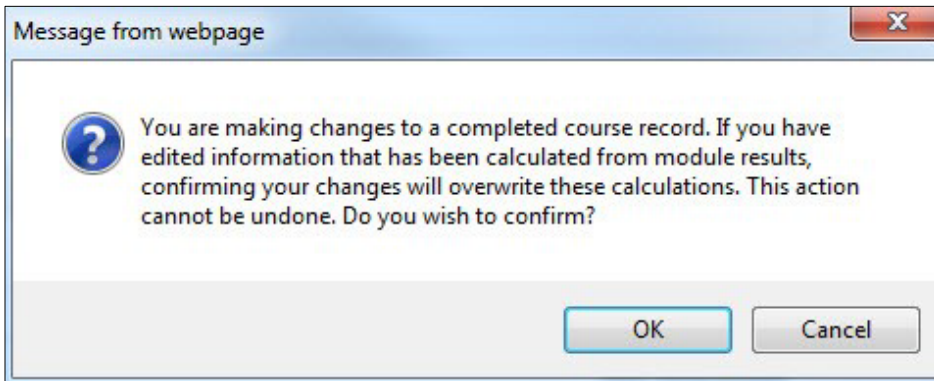 Message from webpage
You are making changes to a completed course record. If you have
edited information that has been calculated from module results,
confirming your changes will overwrite these calculations. This action
cannot be undone. Do you wish to confirm?
OK
Cancel